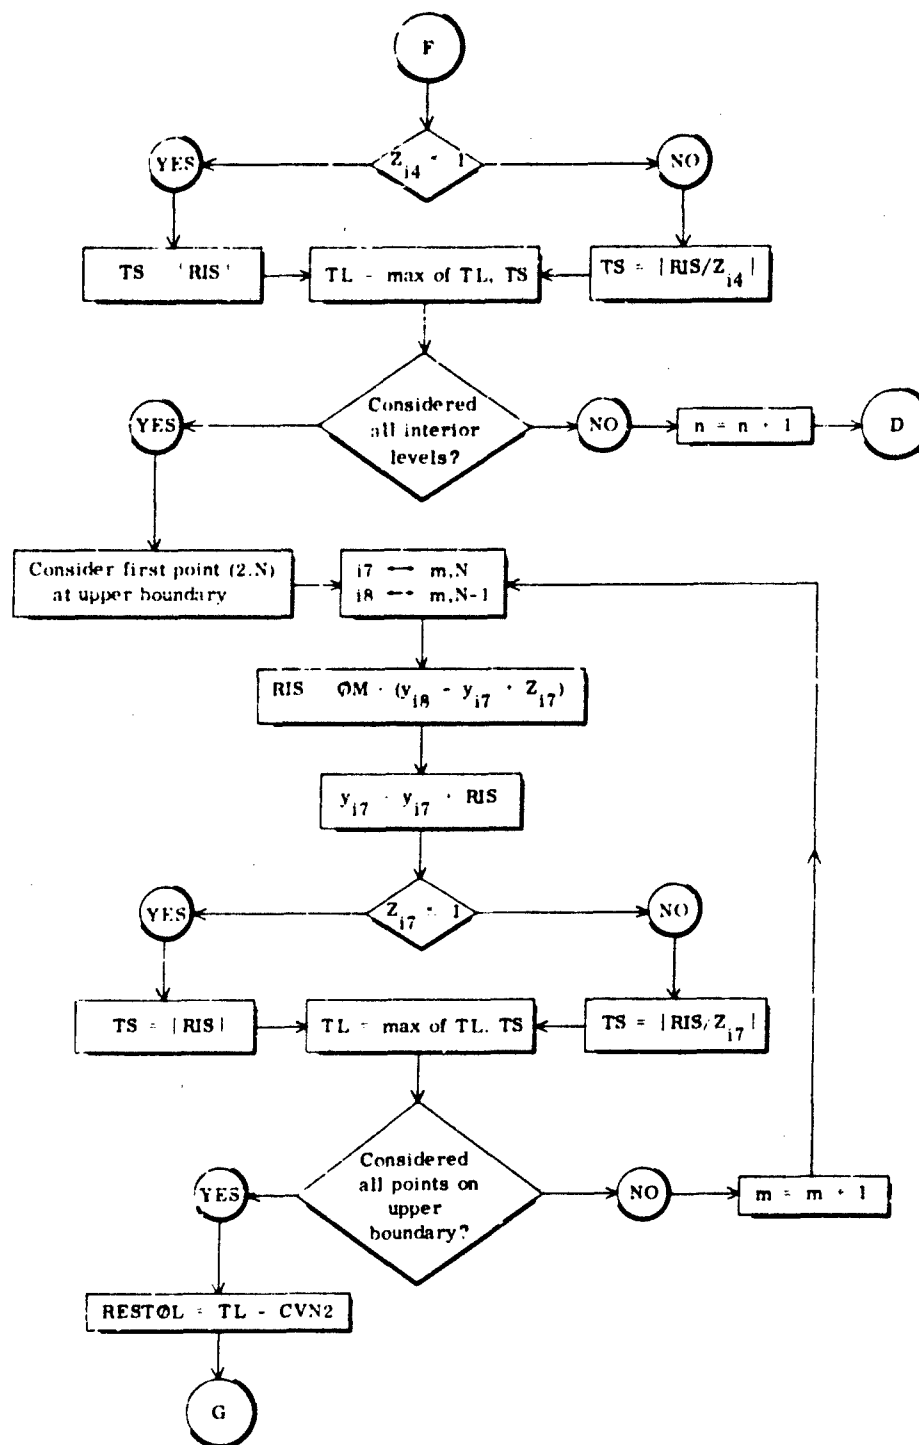 F
YES
Z i4 - 1
NO
TS 'RIS'
TL - max of TL, TS
TS = |RIS/Z i4|
YES
Considered
all interior
levels?
NO
n = n + 1
D
Consider first point (2.N)
at upper boundary
i7 ←→ m,N
i8 ←-→ m,N-1
RIS ØM · (y i8 - y i7 + Z i7)
y i7 - y i7 + RIS
YES
Z i7 - 1
NO
TS = |RIS|
TL = max of TL. TS
TS = |RIS/Z i7|
YES
Considered
all points on
upper
boundary?
NO
m = m + 1
RESTØL = TL - CVN2
G